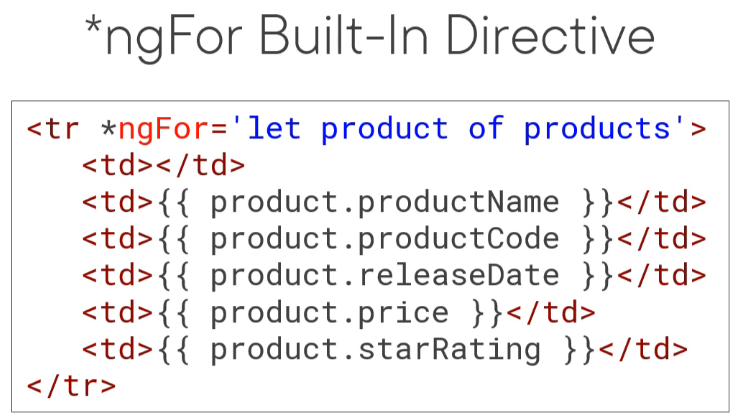 *ngFor Built-In Directive
<tr *ngFor='let product of products'>
<td></td>
<td>{{ product.productName }}</td>
<td>{{ product.productCode }}</td>
<td>{{ product.releaseDate }}</td>
<td>{{ product.price }}</td>
<td>{{ product.starRating }}</td>
</tr>